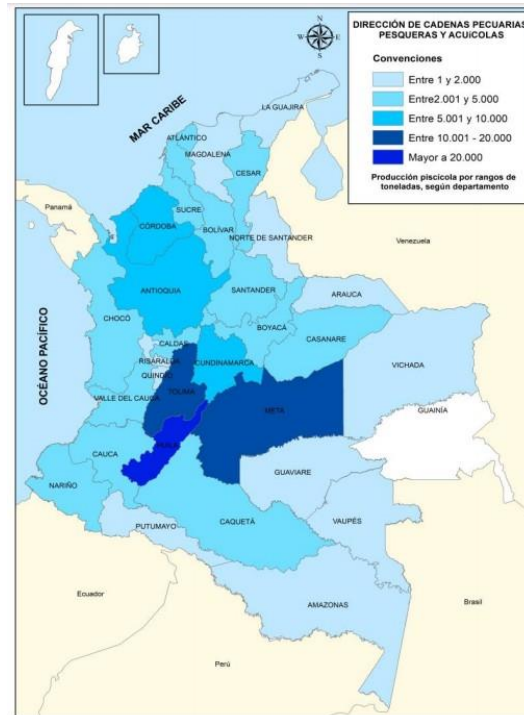 DIRECCIÓN DE CADENAS PECUARIAS
PESQUERAS Y ACUíCOLAS
Convenciones
Entre 1 y 2.000
Entre2.001 y 5.000
Entre 5.001 y 10.000
Entre 10.001 - 20.000
Mayor a 20.000
Producción piscícola por rangos de
toneladas, según departamento
N
W
E
S
MAR CARIBE
LA GUAJIRA
ATLÁNTICO
MAGDALENA
CESAR
Panamá
SUCRE
CÓRDOBA
BOLÍVAR
NORTE DE SANTANDER
Venezuela
ANTIOQUIA
SANTANDER
ARAUCA
OCÉANO PACÍFICO
CHOCÓ
BOYACÁ
CALDAS
CASANARE
RISARALDA
CUNDINAMARCA
VICHADA
QUINDÍO
TOLIMA
VALLE DEL CAUCA
META
GUAINÍA
HUILA
CAUCA
GUAVIARE
NARIÑO
VAUPÉS
CAQUETÁ
PUTUMAYO
Ecuador
AMAZONAS
Brasil
Perú